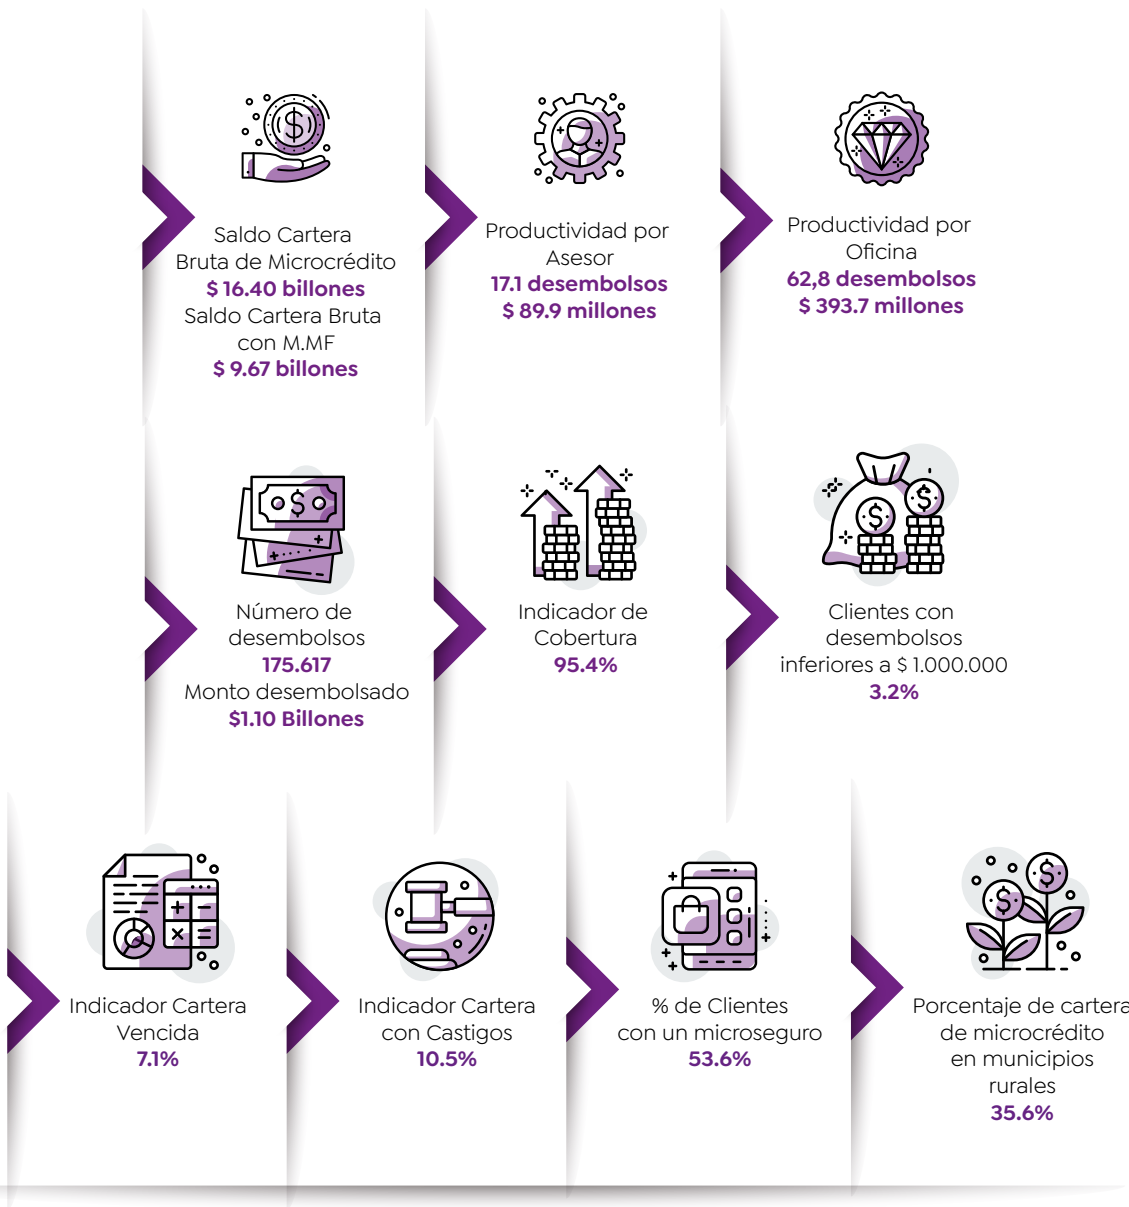 Saldo Cartera
Bruta de Microcrédito
$ 16.40 billones
Saldo Cartera Bruta
con M.MF
$ 9.67 billones
Productividad por
Asesor
17.1 desembolsos
$ 89.9 millones
Productividad por
Oficina
62,8 desembolsos
$ 393.7 millones
Número de
desembolsos
175.617
Monto desembolsado
$1.10 Billones
Indicador de
Cobertura
95.4%
Clientes con
desembolsos
inferiores a $ 1.000.000
3.2%
Indicador Cartera
Vencida
7.1%
Indicador Cartera
con Castigos
10.5%
% de Clientes
con un microseguro
53.6%
Porcentaje de cartera
de microcrédito
en municipios
rurales
35.6%